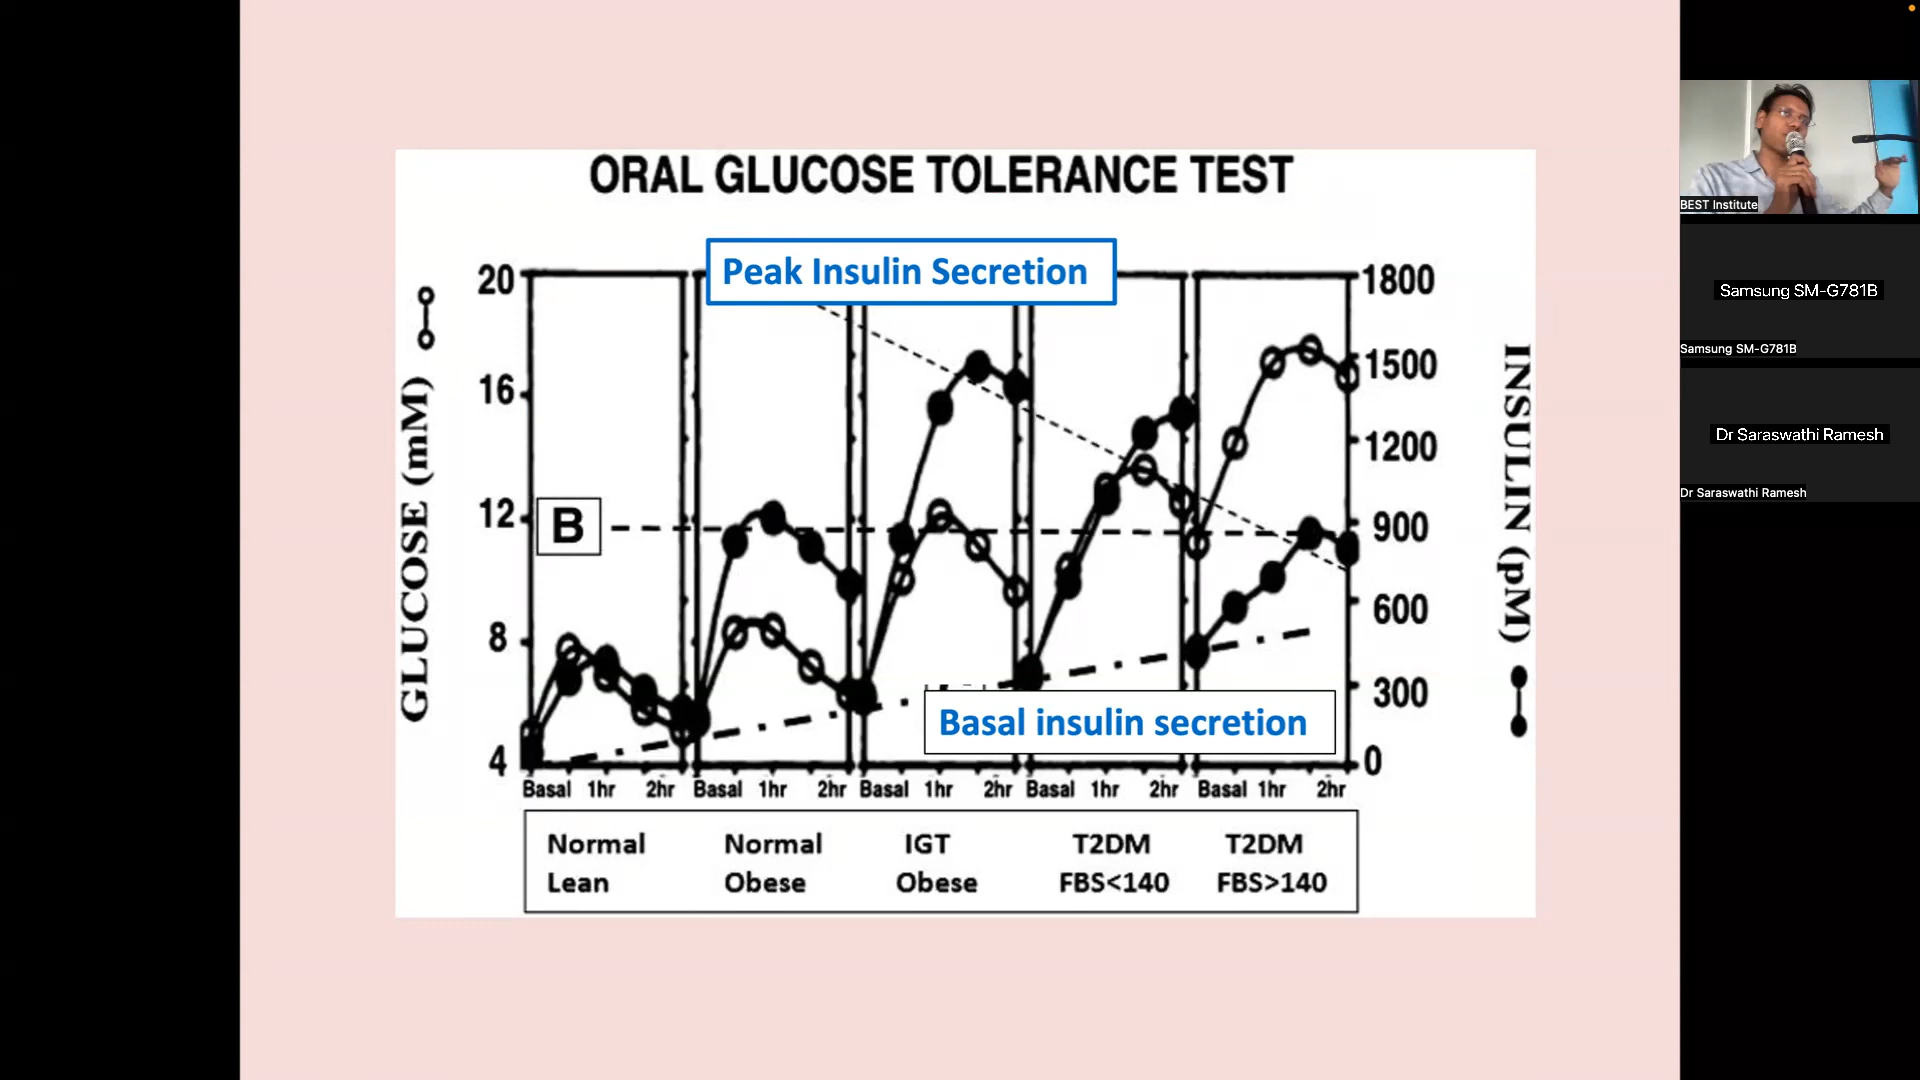 ORAL GLUCOSE TOLERANCE TEST
Peak Insulin Secretion
GLUCOSE (mM)
20
16
12
8
4
B
1800
1500
1200
900
600
300
0
INSULIN (pM)
Basal insulin secretion
Basal 1hr 2hr Basal 1hr 2hr Basal 1hr 2hr Basal 1hr 2hr Basal 1hr 2hr
Normal Normal IGT T2DM T2DM
Lean Obese Obese FBS<140 FBS>140
BEST Institute
Samsung SM-G781B
Samsung SM-G781B
Dr Saraswathi Ramesh
Dr Saraswathi Ramesh